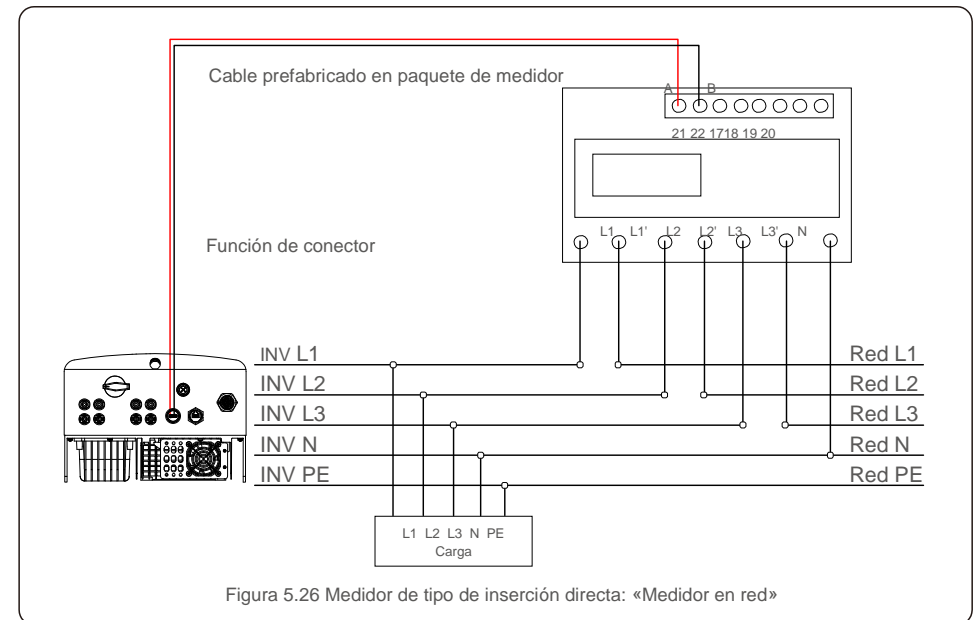 Cable prefabricado en paquete de medidor
A B
21 22 1718 19 20
Función de conector
L1 L1' L2 L2' L3 L3' N
INV L1 Red L1
INV L2 Red L2
INV L3 Red L3
INV N Red N
INV PE Red PE
L1 L2 L3 N PE
Carga
Figura 5.26 Medidor de tipo de inserción directa: «Medidor en red»